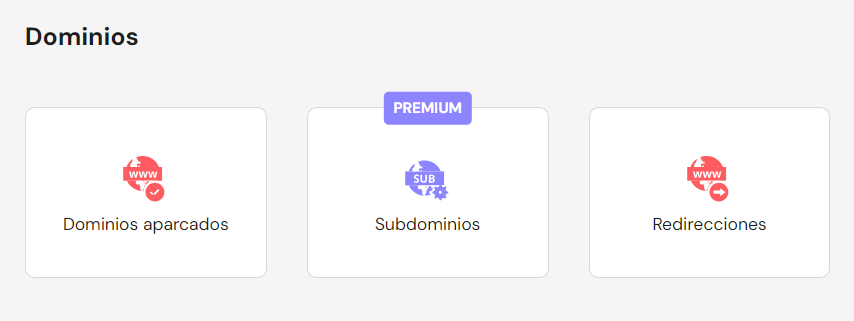 Dominios
PREMIUM
WWW
SUB
WWW
Dominios aparcados
Subdominios
Redirecciones